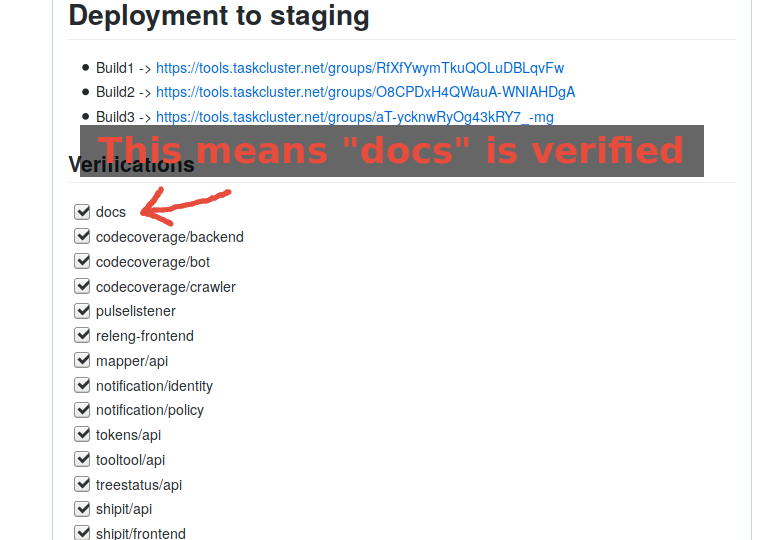 Deployment to staging
Build1 -> https://tools.taskcluster.net/groups/RfXfYwymTkuQOLuDBLqvFw
Build2 -> https://tools.taskcluster.net/groups/O8CPDxH4QWauA-WNIAHDgA
Build3 -> https://tools.taskcluster.net/groups/aT-ycknwRyOg43kRY7_-mg
This means "docs" is verified
Verifications
docs
codecoverage/backend
codecoverage/bot
codecoverage/crawler
pulselistener
releng-frontend
mapper/api
notification/identity
notification/policy
tokens/api
tooltool/api
treestatus/api
shipit/api
shipit/frontend